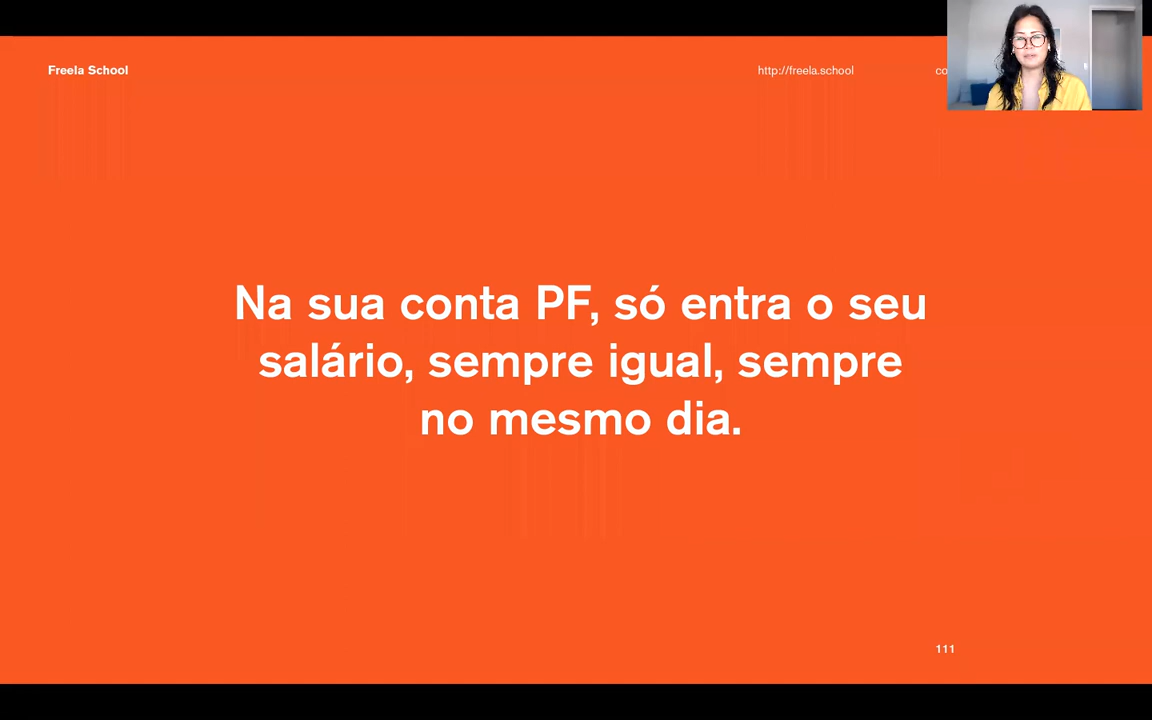 Freela School
http://freela.school
Na sua conta PF, só entra o seu
salário, sempre igual, sempre
no mesmo dia.
111